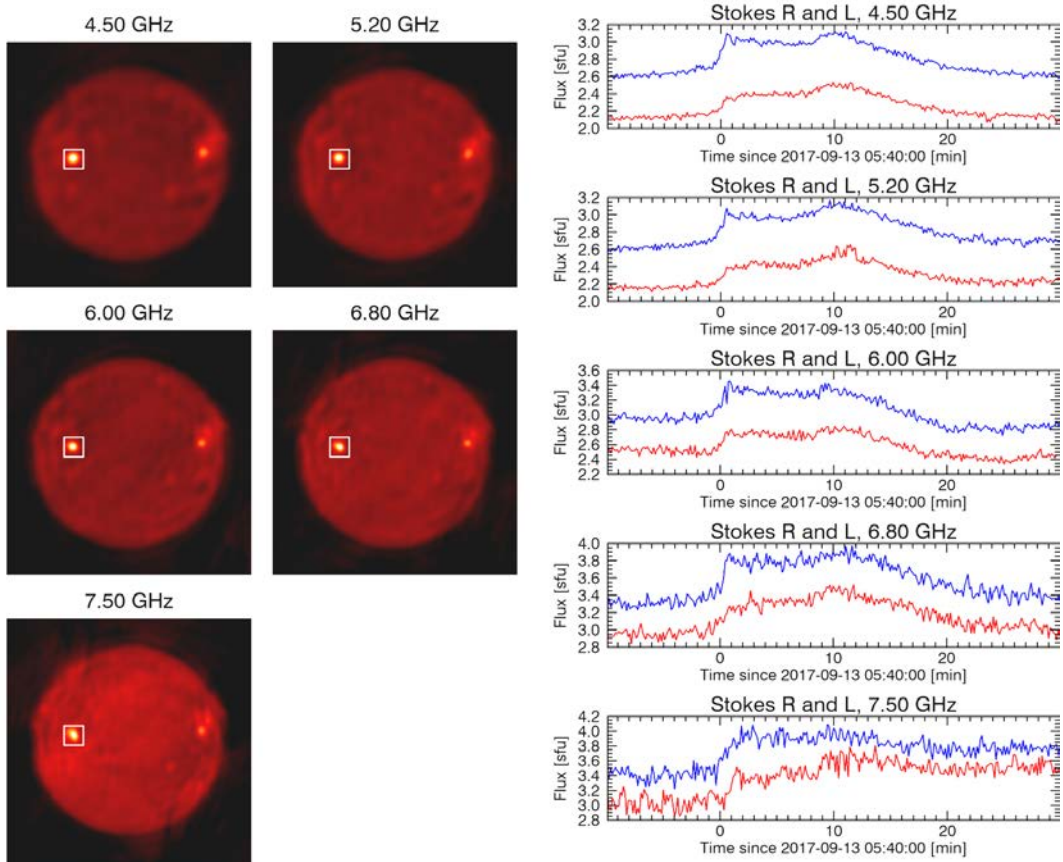 4.50 GHz
5.20 GHz
6.00 GHz
6.80 GHz
7.50 GHz
Stokes R and L, 4.50 GHz
Flux [sfu]
3.2
3.0
2.8
2.6
2.4
2.2
2.0
0
10
20
Time since 2017-09-13 05:40:00 [min]
Stokes R and L, 5.20 GHz
Flux [sfu]
3.2
3.0
2.8
2.6
2.4
2.2
2.0
0
10
20
Time since 2017-09-13 05:40:00 [min]
Stokes R and L, 6.00 GHz
Flux [sfu]
3.6
3.4
3.2
3.0
2.8
2.6
2.4
2.2
0
10
20
Time since 2017-09-13 05:40:00 [min]
Stokes R and L, 6.80 GHz
Flux [sfu]
4.0
3.8
3.6
3.4
3.2
3.0
2.8
0
10
20
Time since 2017-09-13 05:40:00 [min]
Stokes R and L, 7.50 GHz
Flux [sfu]
4.2
4.0
3.8
3.6
3.4
3.2
3.0
2.8
0
10
20
Time since 2017-09-13 05:40:00 [min]